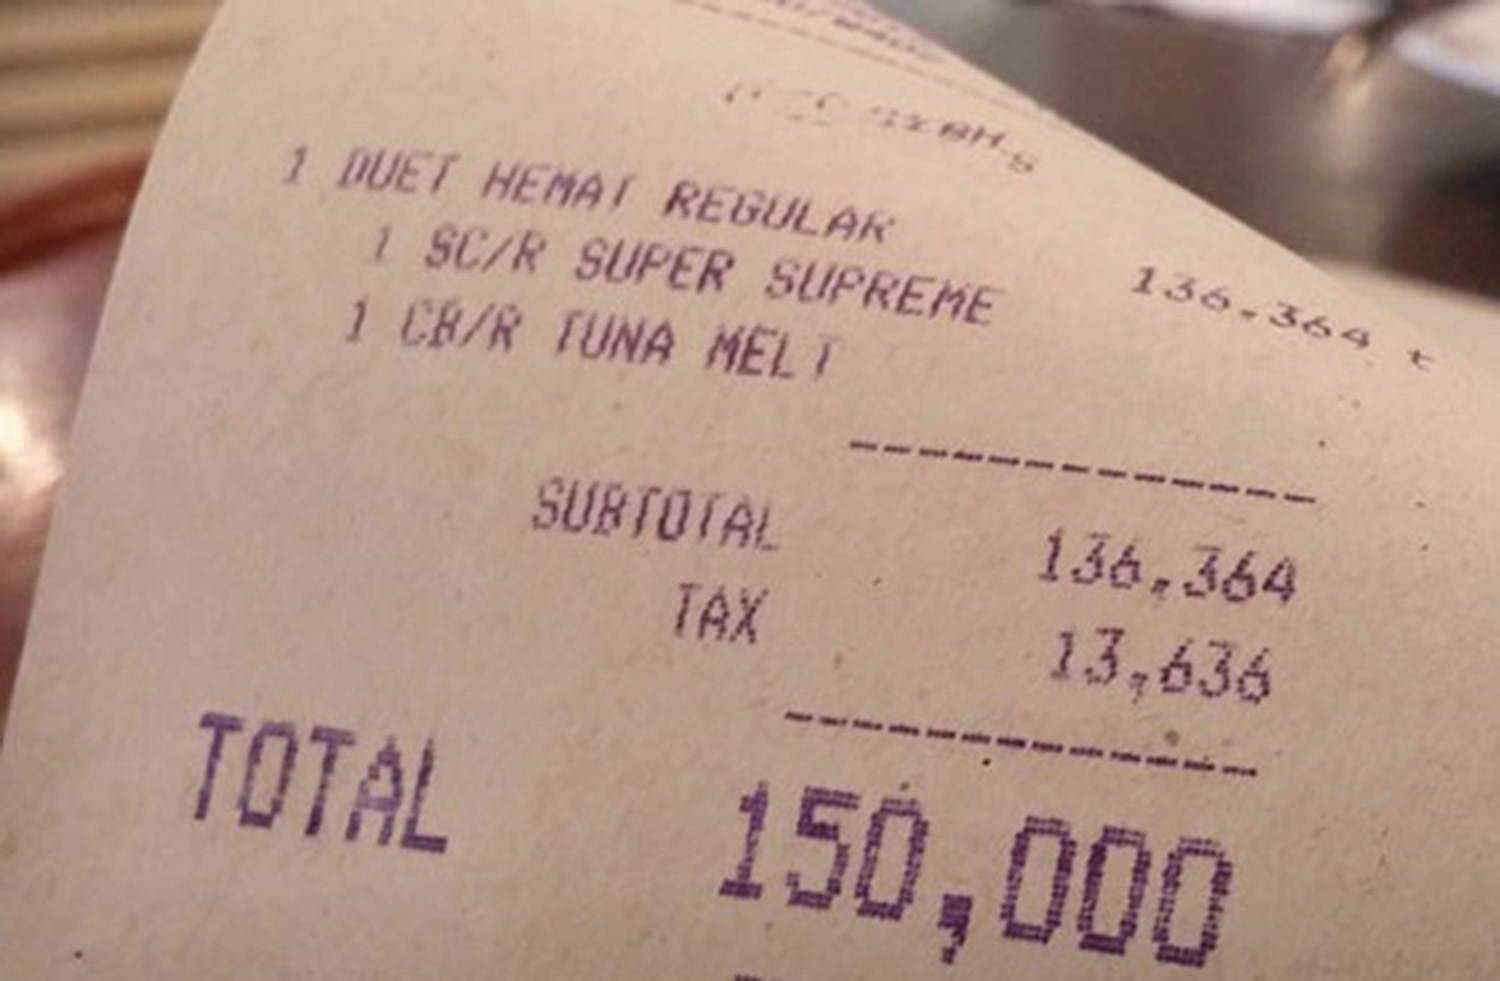 1 DUET HEMAT REGULAR 136.364 t
1 SC/R SUPER SUPREME
1 CB/R TUNA MELT
SUBTOTAL 136,364
TAX 13,636
TOTAL 150,000